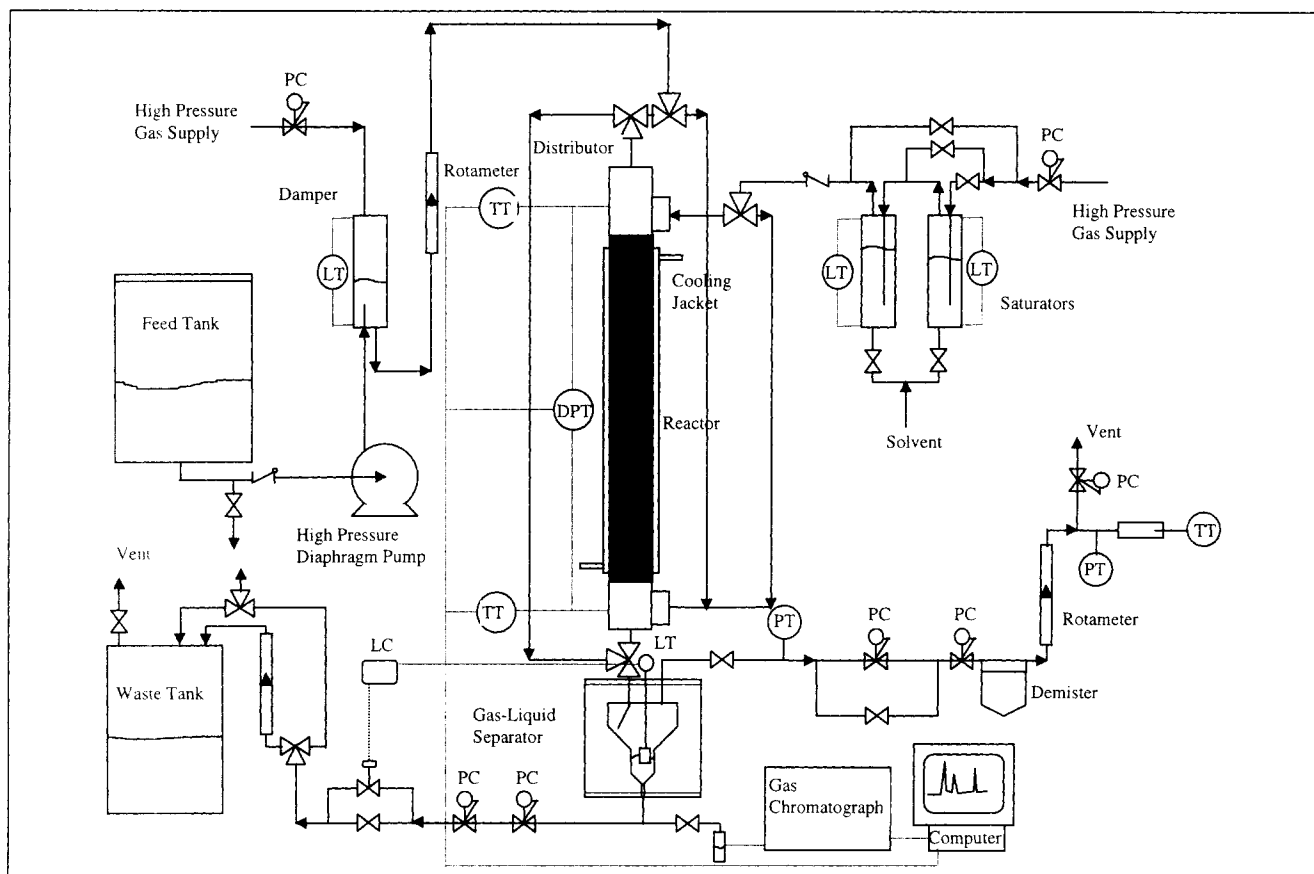 PC
High Pressure
Gas Supply
Distributor
Rotameter
Damper
PC
High Pressure
Gas Supply
TT
LT
Cooling
Jacket
LT
LT
Saturators
Feed Tank
DPT
Reactor
Solvent
Vent
PC
High Pressure
Diaphragm Pump
TT
PT
Vent
TT
PT
Rotameter
LC
LT
PC
PC
Waste Tank
Demister
Gas-Liquid
Separator
PC
PC
Gas
Chromatograph
Computer